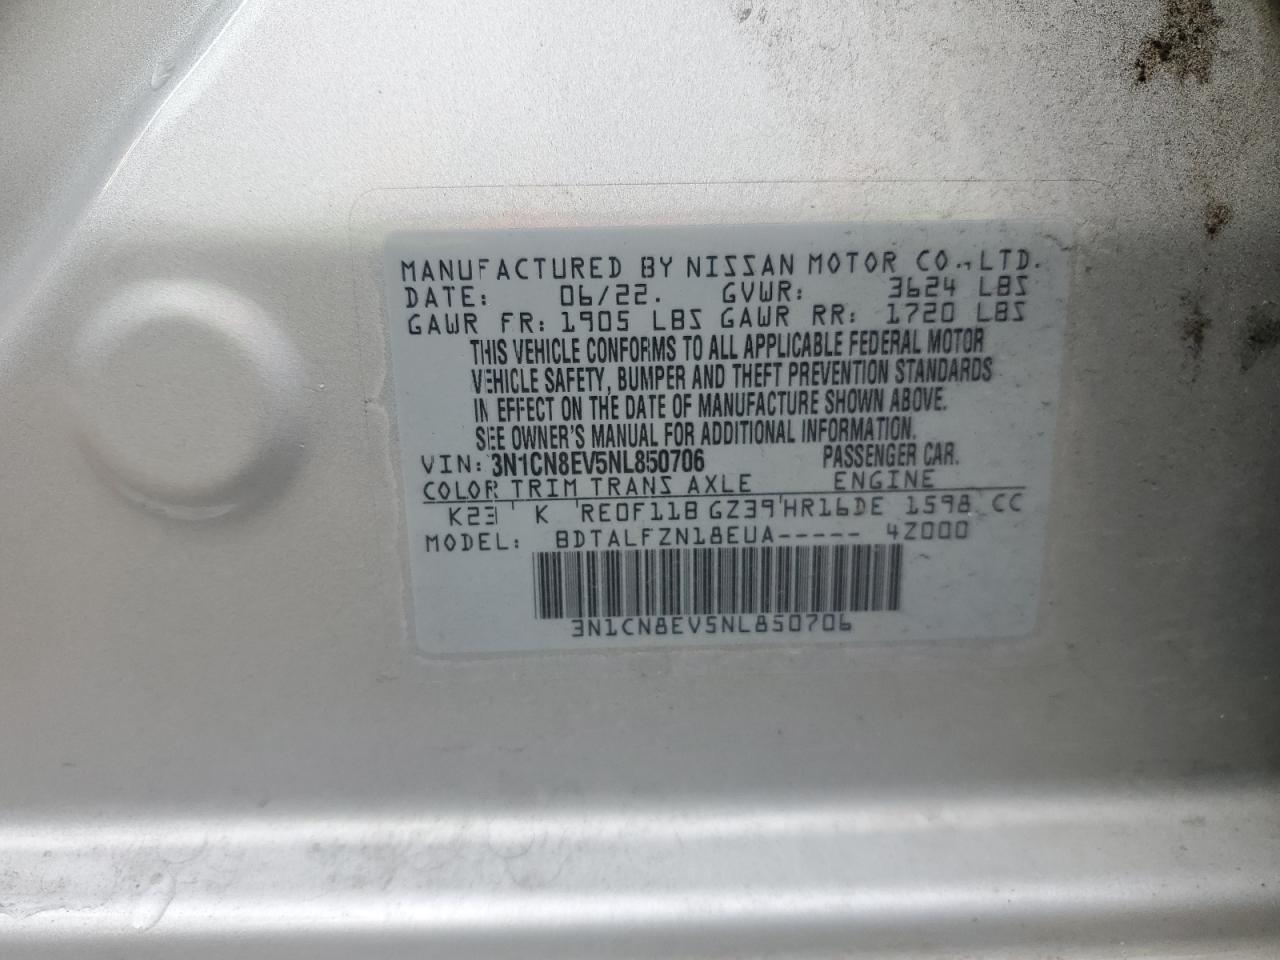 MANUFACTURED BY NISSAN MOTOR CO., LTD.
DATE: 06/22. GVWR: 3624 LBS
GAWR FR: 1905 LBS GAWR RR: 1720 LBS
THIS VEHICLE CONFORMS TO ALL APPLICABLE FEDERAL MOTOR
VEHICLE SAFETY, BUMPER AND THEFT PREVENTION STANDARDS
IN EFFECT ON THE DATE OF MANUFACTURE SHOWN ABOVE.
SEE OWNER'S MANUAL FOR ADDITIONAL INFORMATION.
VIN: 3N1CN8EV5NL850706 PASSENGER CAR.
COLOR TRIM TRANS AXLE ENGINE
K23 K RE0F11B GZ39 HR16DE 1598 CC
MODEL: BDTALFZN18EUA----- 4Z000
3N1CN8EV5NL850706